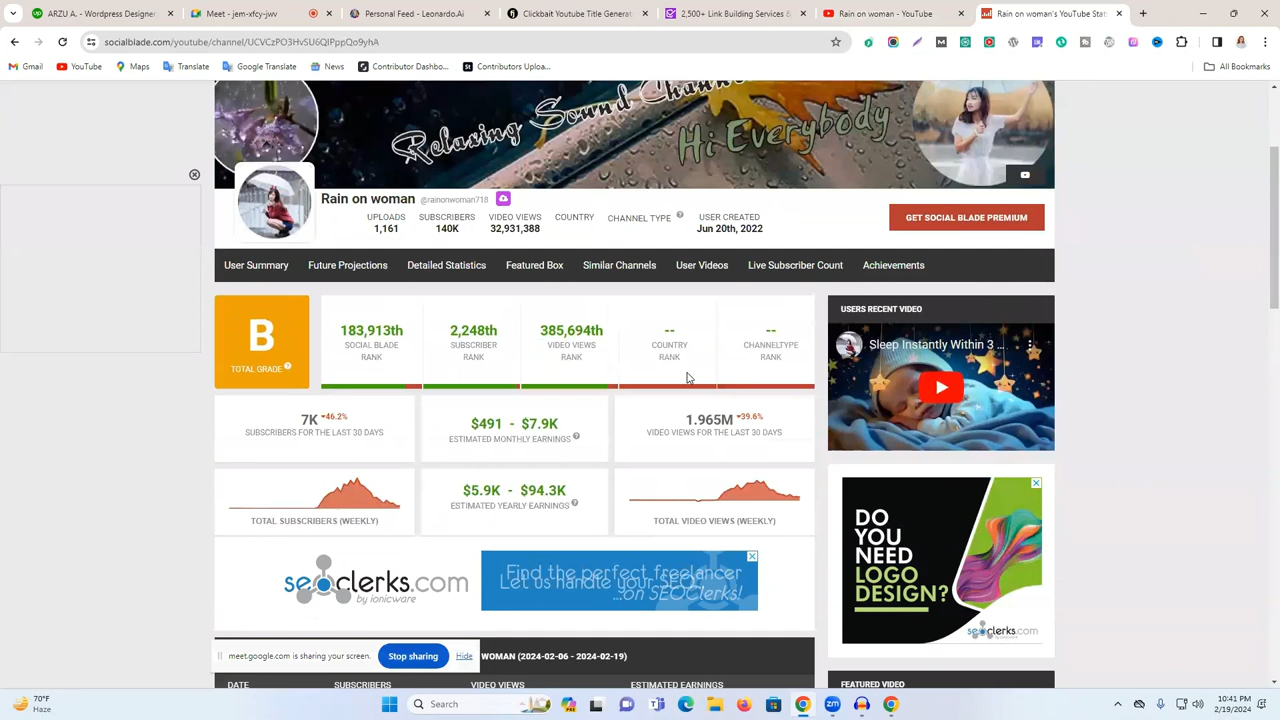 ARZU A. - Wordpress Designer
Meet - jem-xfcy-jwv
Personalized Feed - Leonardo.A
Clickbait Youtube Title Generat
2,500+ Link Building Services &
Rain on woman - YouTube
Rain on woman's YouTube Stat
socialblade.com/youtube/channel/UCVCzPO3HvSU6QIPppQo9yhA
Gmail YouTube Maps Translate Google Translate News Contributor Dashbo... Contributors Uploa... All Bookmarks
Relaxing Sound Channel
Hi Everybody
Rain on woman @rainonwoman718
UPLOADS SUBSCRIBERS VIDEO VIEWS COUNTRY CHANNEL TYPE USER CREATED
1,161 140K 32,931,388 Jun 20th, 2022
GET SOCIAL BLADE PREMIUM
User Summary Future Projections Detailed Statistics Featured Box Similar Channels User Videos Live Subscriber Count Achievements
B
TOTAL GRADE
183,913th 2,248th 385,694th -- --
SOCIAL BLADE SUBSCRIBER VIDEO VIEWS COUNTRY CHANNELTYPE
RANK RANK RANK RANK RANK
7K 46.2%
SUBSCRIBERS FOR THE LAST 30 DAYS
$491 - $7.9K
ESTIMATED MONTHLY EARNINGS
1.965M 39.6%
VIDEO VIEWS FOR THE LAST 30 DAYS
TOTAL SUBSCRIBERS (WEEKLY)
$5.9K - $94.3K
ESTIMATED YEARLY EARNINGS
TOTAL VIDEO VIEWS (WEEKLY)
USERS RECENT VIDEO
Sleep Instantly Within 3 ...
seoclerks.com
by ionicware
Find the perfect freelancer
Let us handle your SEO
...on SEOClerks!
DO
YOU
NEED
LOGO
DESIGN?
seoclerks.com
by ionicware
meet.google.com is sharing your screen. Stop sharing Hide
WOMAN (2024-02-06 - 2024-02-19)
DATE SUBSCRIBERS VIDEO VIEWS ESTIMATED EARNINGS
FEATURED VIDEO
70°F
Haze
Search
10:41 PM
2/19/2024